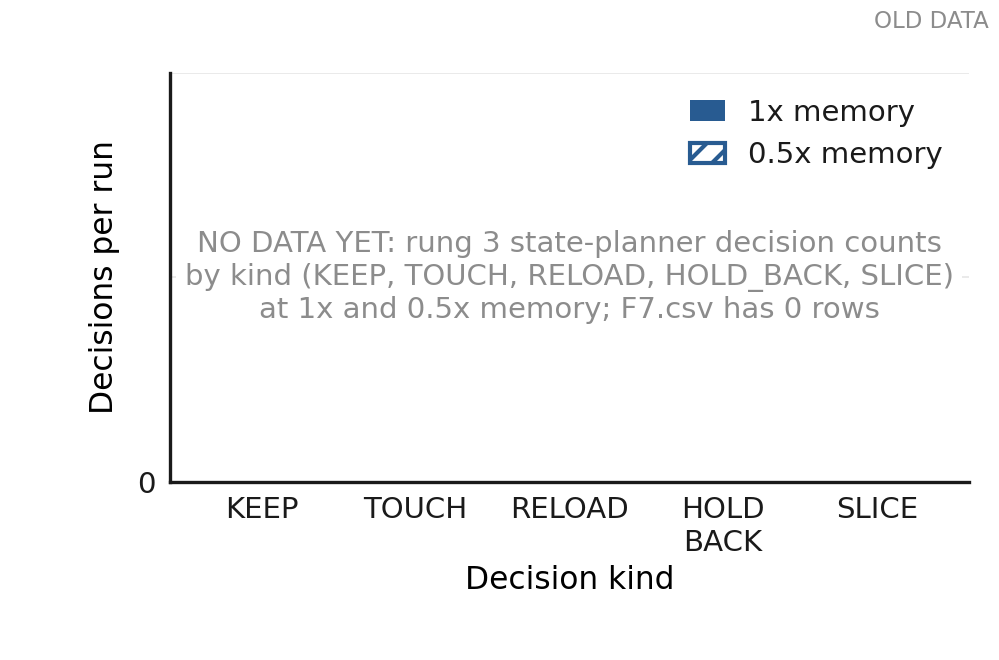 OLD DATA
1x memory
0.5x memory
NO DATA YET: rung 3 state-planner decision counts
by kind (KEEP, TOUCH, RELOAD, HOLD_BACK, SLICE)
at 1x and 0.5x memory; F7.csv has 0 rows
Decisions per run
0
KEEP TOUCH RELOAD HOLD SLICE
BACK
Decision kind